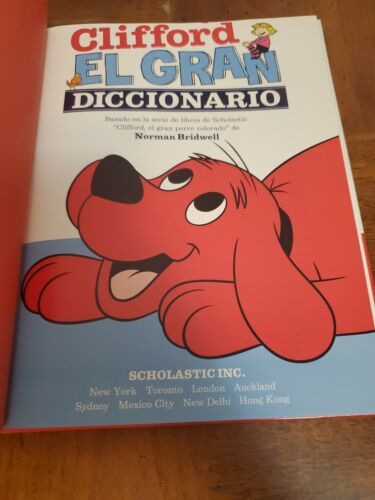 Clifford
EL GRAN
DICCIONARIO
Basado en la serie de libros de Scholastic
"Clifford, el gran perro colorado" de
Norman Bridwell
SCHOLASTIC INC.
New York Toronto London Auckland
Sydney Mexico City New Delhi Hong Kong